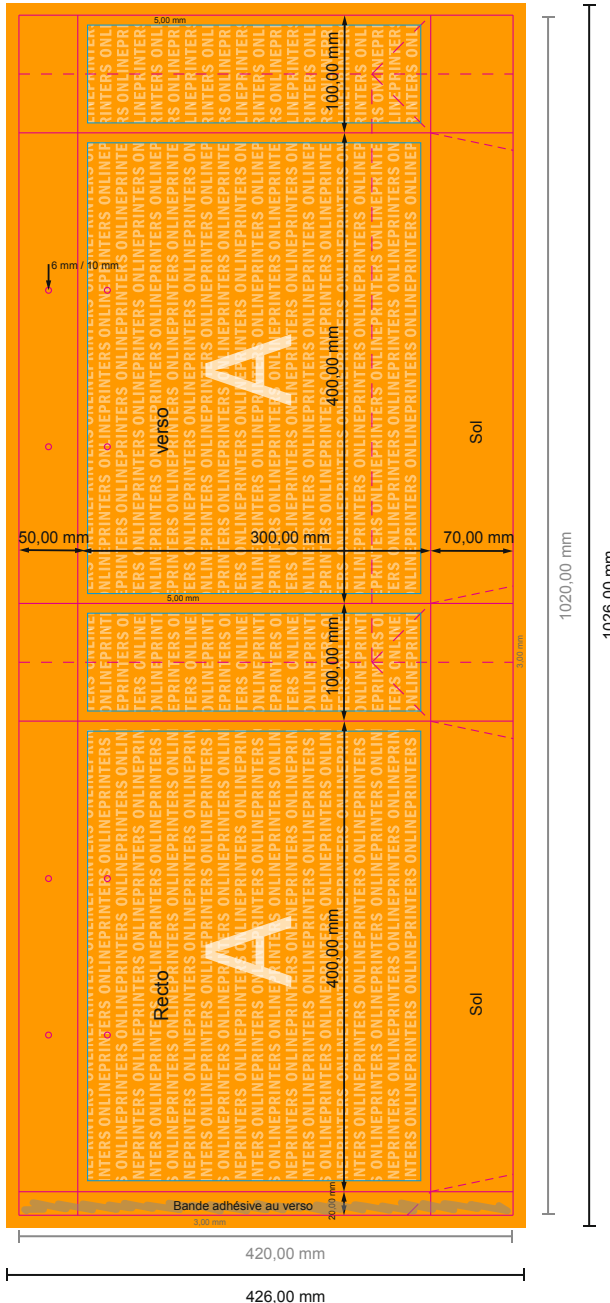 5,00 mm
100,00 mm
6 mm / 10 mm
A
verso
400,00 mm
Sol
50,00 mm
300,00 mm
70,00 mm
5,00 mm
100,00 mm
3,00 mm
1020,00 mm
1026,00 mm
A
Recto
400,00 mm
Sol
Bande adhésive au verso
20,00 mm
3,00 mm
420,00 mm
426,00 mm
ONLINEPRINTERS ONLINEPRINTERS ONLINEPRINTERS